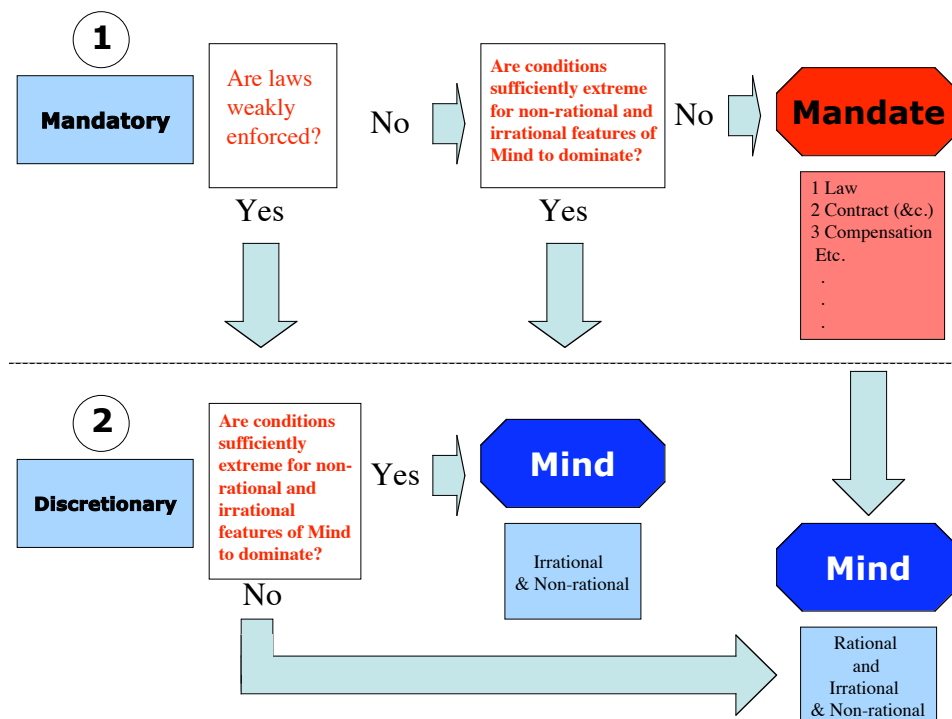 1
Mandatory
Are laws
weakly
enforced?
No
Yes
Are conditions
sufficiently extreme
for non-rational and
irrational features of
Mind to dominate?
No
Yes
Mandate
1 Law
2 Contract (&c.)
3 Compensation
Etc.
.
.
.
2
Discretionary
Are conditions
sufficiently
extreme for non-
rational and
irrational
features of Mind
to dominate?
Yes
No
Mind
Irrational
& Non-rational
Mind
Rational
and
Irrational
& Non-rational